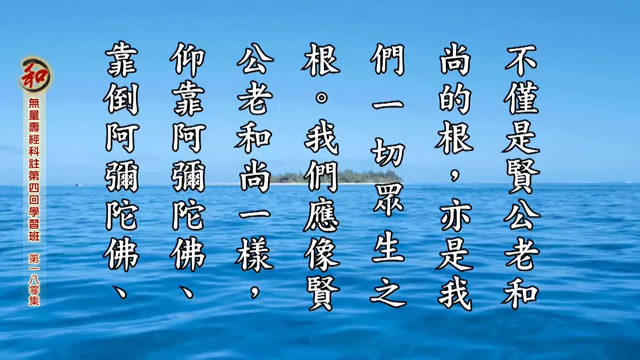 不僅是賢公老和
尚的根，亦是我
們一切眾生之
根。我們應像賢
公老和尚一樣，
仰靠阿彌陀佛、
靠倒阿彌陀佛、
和
無量壽經科註第四回學習班 第一八零集